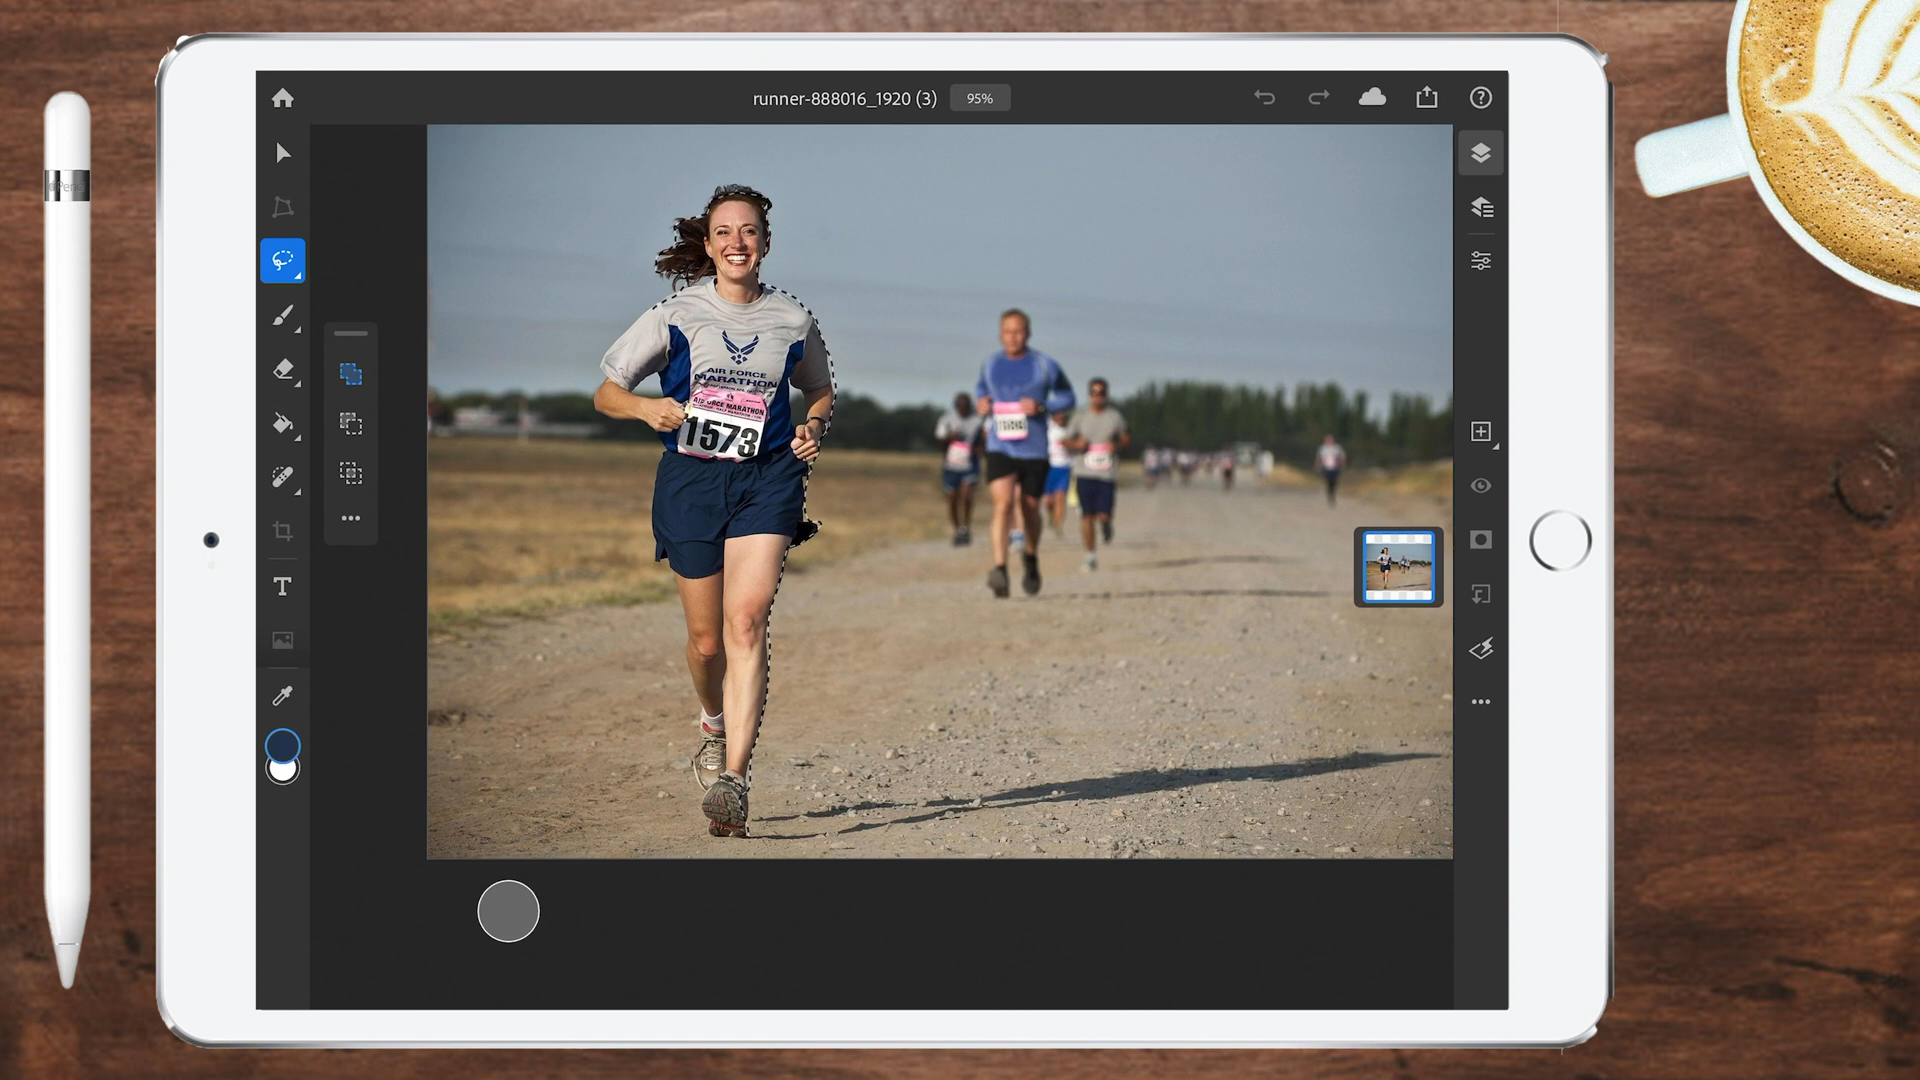 runner-888016_1920 (3)
95%
AIR FORCE
MARATHON
AIR FORCE MARATHON
1573
T